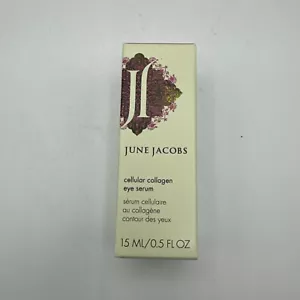 JJ
JUNE JACOBS
cellular collagen
eye serum
sérum cellulaire
au collagène
contour des yeux
15 ML/0.5 FL OZ